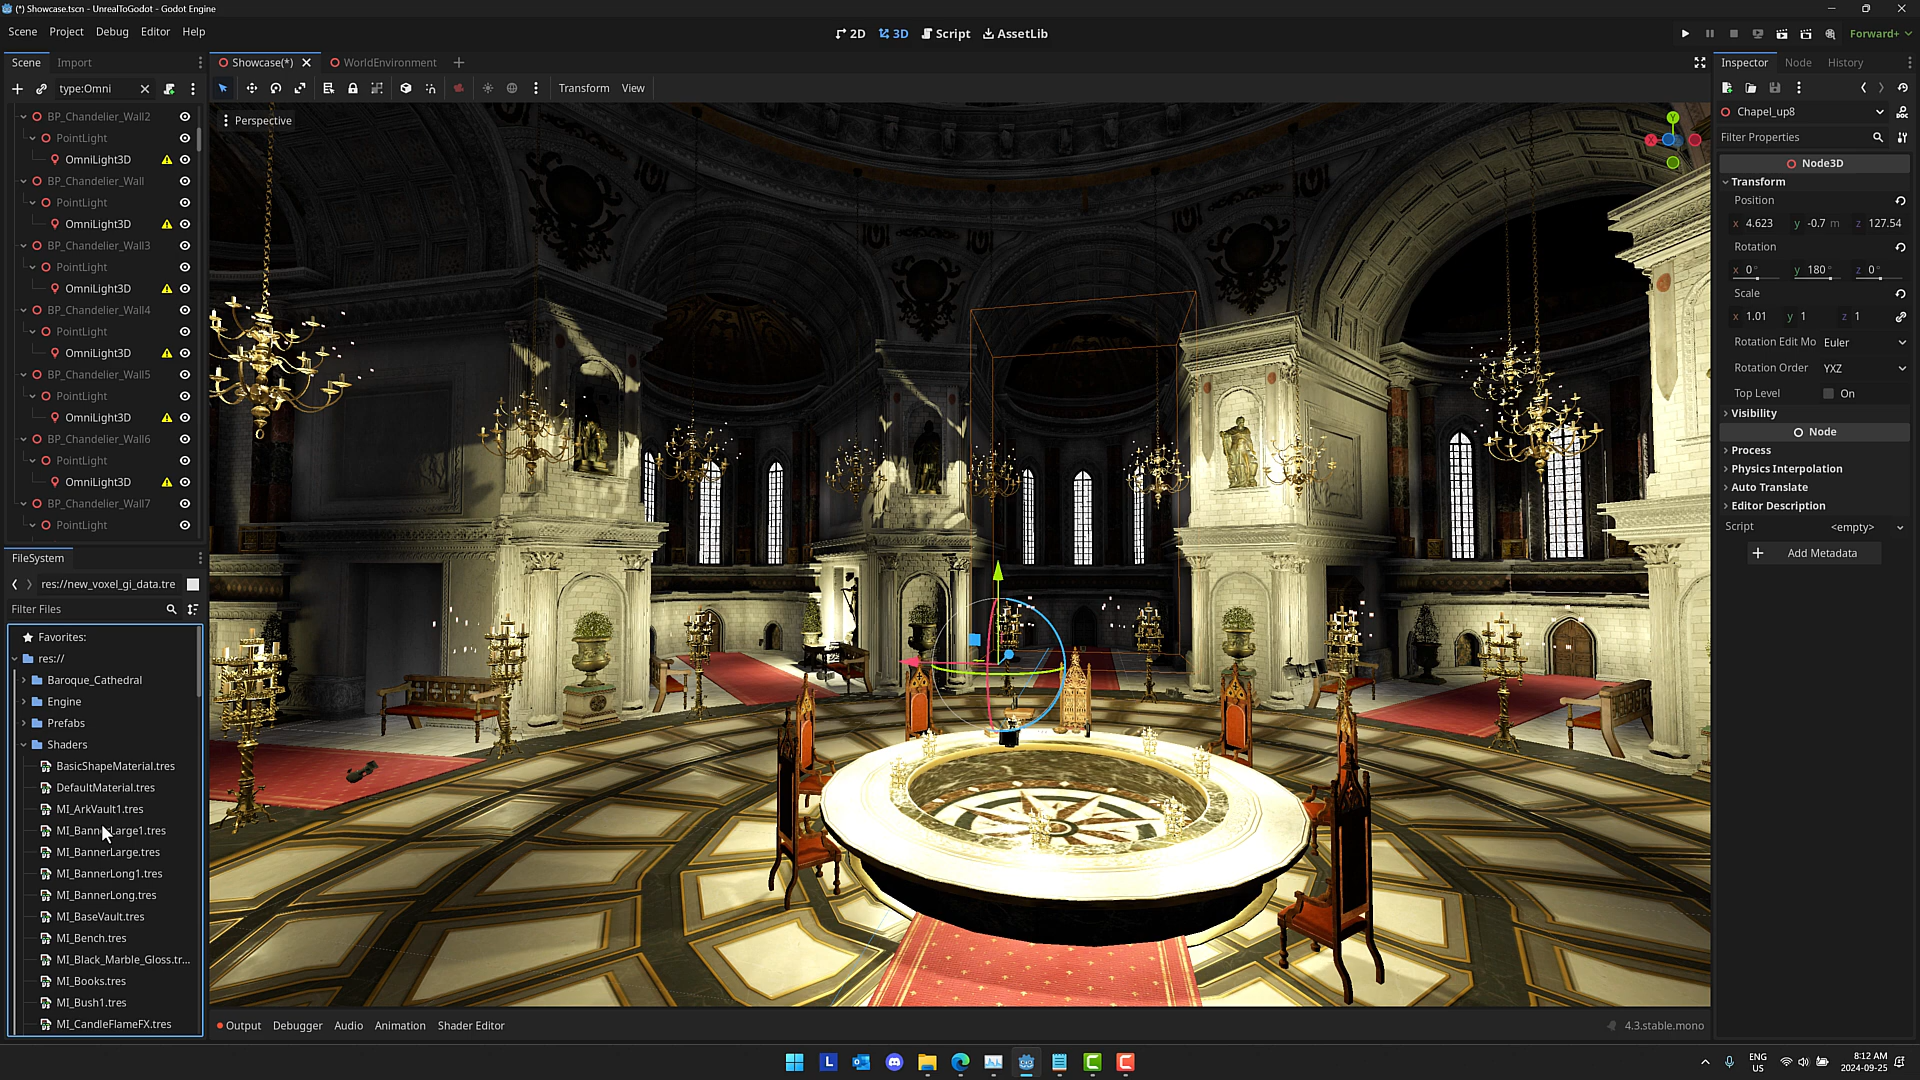 (*) Showcase.tscn - UnrealToGodot - Godot Engine
Scene Project Debug Editor Help
2D 3D Script AssetLib
Forward+
Scene Import
Showcase(*) WorldEnvironment
Inspector Node History
type:Omni
Transform View
BP_Chandelier_Wall2
PointLight
OmniLight3D
BP_Chandelier_Wall
PointLight
OmniLight3D
BP_Chandelier_Wall3
PointLight
OmniLight3D
BP_Chandelier_Wall4
PointLight
OmniLight3D
BP_Chandelier_Wall5
PointLight
OmniLight3D
BP_Chandelier_Wall6
PointLight
OmniLight3D
BP_Chandelier_Wall7
PointLight
FileSystem
res://new_voxel_gi_data.tre
Filter Files
Favorites:
res://
Baroque_Cathedral
Engine
Prefabs
Shaders
BasicShapeMaterial.tres
DefaultMaterial.tres
MI_ArkVault1.tres
MI_BannerLarge1.tres
MI_BannerLarge.tres
MI_BannerLong1.tres
MI_BannerLong.tres
MI_BaseVault.tres
MI_Bench.tres
MI_Black_Marble_Gloss.tr...
MI_Books.tres
MI_Bush1.tres
MI_CandleFlameFX.tres
Perspective
Y
Chapel_up8
Filter Properties
Node3D
Transform
Position
x 4.623 y -0.7 m z 127.54
Rotation
x 0° y 180° z 0°
Scale
x 1.01 y 1 z 1
Rotation Edit Mo Euler
Rotation Order YXZ
Top Level On
Visibility
Node
Process
Physics Interpolation
Auto Translate
Editor Description
Script <empty>
Add Metadata
Output Debugger Audio Animation Shader Editor
4.3.stable.mono
L
ENG
US
8:12 AM
2024-09-25